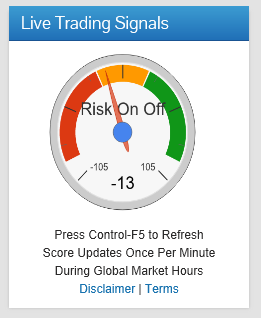 Live Trading Signals
Risk On Off
-105 105
-13
Press Control-F5 to Refresh
Score Updates Once Per Minute
During Global Market Hours
Disclaimer | Terms